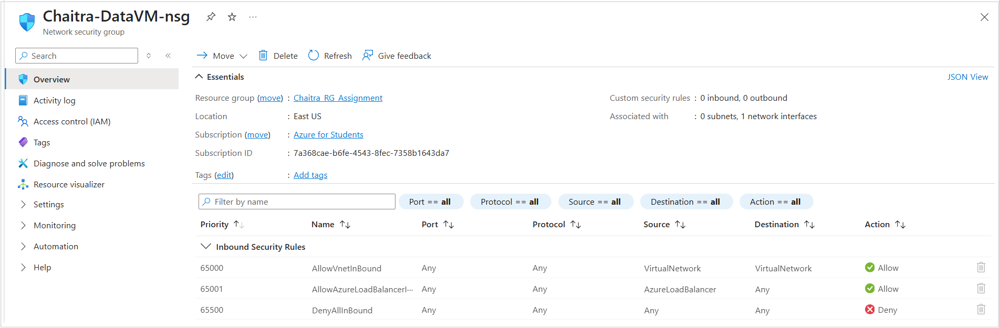 Chaitra-DataVM-nsg
Network security group
Search
Move
Delete
Refresh
Give feedback
Overview
Activity log
Access control (IAM)
Tags
Diagnose and solve problems
Resource visualizer
Settings
Monitoring
Automation
Help
Essentials
JSON View
Resource group (move) : Chaitra_RG_Assignment
Location : East US
Subscription (move) : Azure for Students
Subscription ID : 7a368cae-b6fe-4543-8fec-7358b1643da7
Tags (edit) : Add tags
Custom security rules : 0 inbound, 0 outbound
Associated with : 0 subnets, 1 network interfaces
Filter by name
Port == all
Protocol == all
Source == all
Destination == all
Action == all
Priority Name Port Protocol Source Destination Action
Inbound Security Rules
65000 AllowVnetInBound Any Any VirtualNetwork VirtualNetwork Allow
65001 AllowAzureLoadBalancerI... Any Any AzureLoadBalancer Any Allow
65500 DenyAllInBound Any Any Any Any Deny